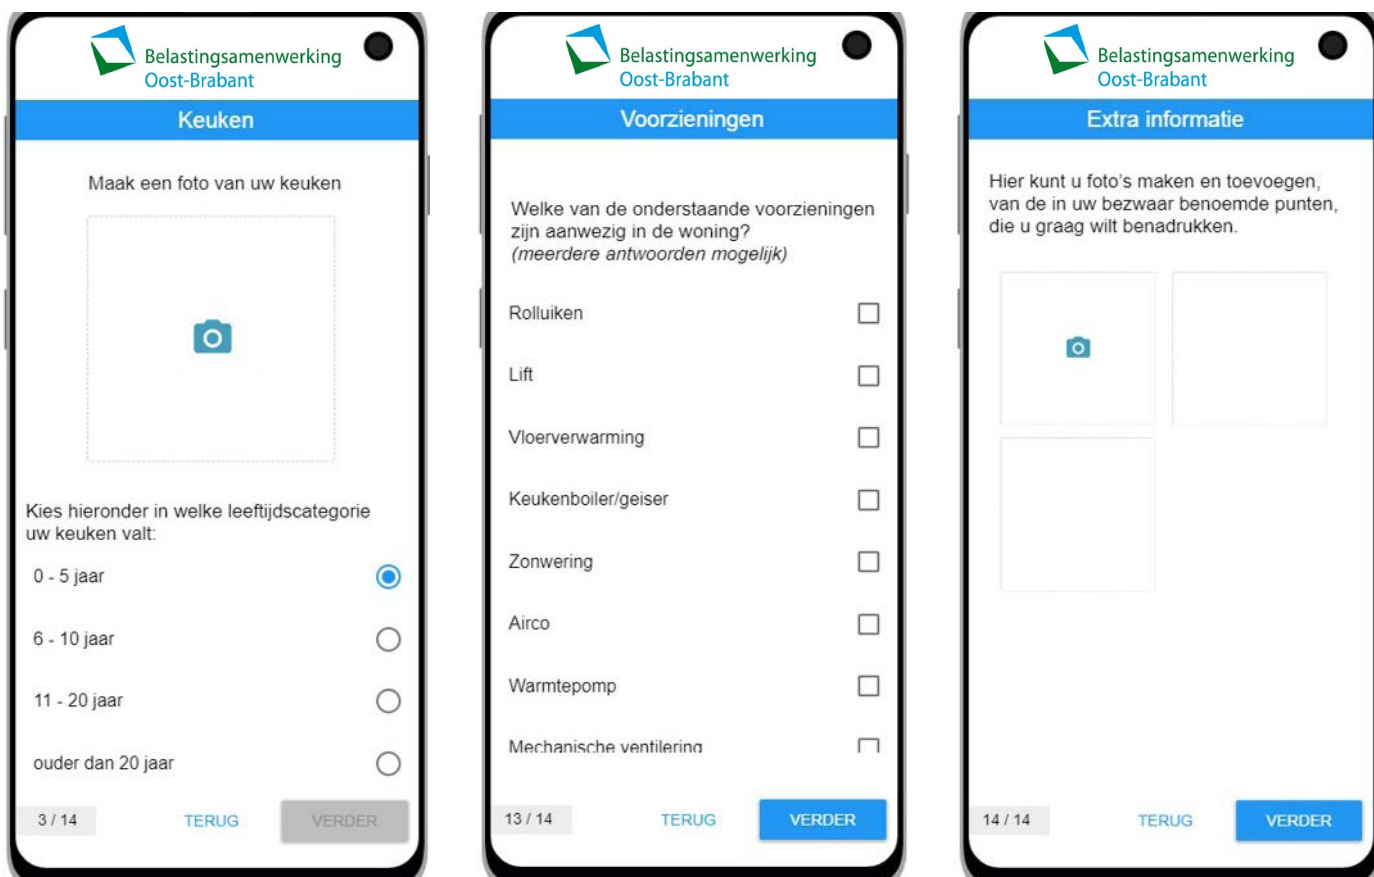 Belastingsamenwerking
Oost-Brabant
Keuken
Maak een foto van uw keuken
Kies hieronder in welke leeftijdscategorie
uw keuken valt:
0 - 5 jaar
6 - 10 jaar
11 - 20 jaar
ouder dan 20 jaar
3 / 14
TERUG
VERDER
Belastingsamenwerking
Oost-Brabant
Voorzieningen
Welke van de onderstaande voorzieningen
zijn aanwezig in de woning?
(meerdere antwoorden mogelijk)
Rolluiken
Lift
Vloerverwarming
Keukenboiler/geiser
Zonwering
Airco
Warmtepomp
Mechanische ventilering
13 / 14
TERUG
VERDER
Belastingsamenwerking
Oost-Brabant
Extra informatie
Hier kunt u foto's maken en toevoegen,
van de in uw bezwaar benoemde punten,
die u graag wilt benadrukken.
14 / 14
TERUG
VERDER